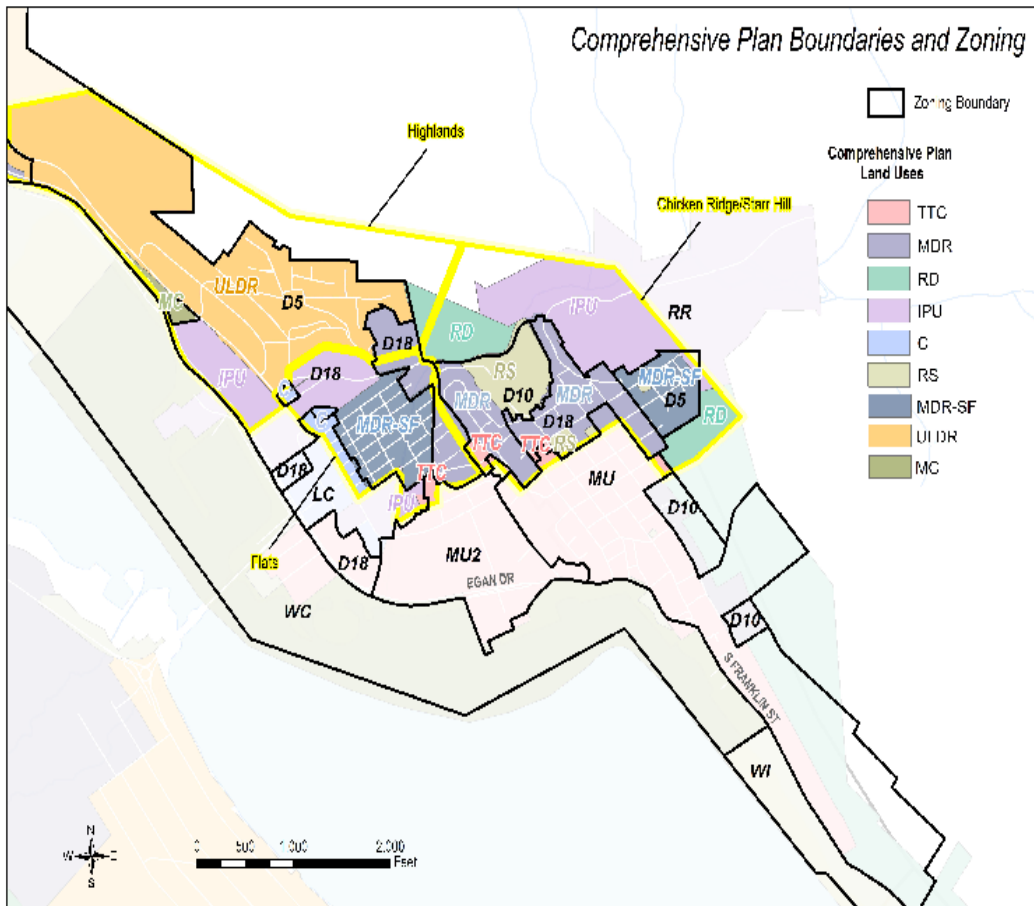 Comprehensive Plan Boundaries and Zoning
Zoning Boundary
Comprehensive Plan
Land Uses
TTC
MDR
RD
IPU
C
RS
MDR-SF
ULDR
MC
Highlands
Chicken Ridge/Starr Hill
ULDR
D5
MC
IPU
D18
D18
RD
IPU
RR
RS
D10
MDR
MDR
D18
MDR-SF
D5
RD
C
C
MDR-SF
TTC
TTC
RS
TTC
IPU
D18
LC
D18
Flats
MU
MU2
D10
D10
EGAN DR
WC
S FRANKLIN ST
WI
N
W
E
S
0
500
1,000
2,000
Feet